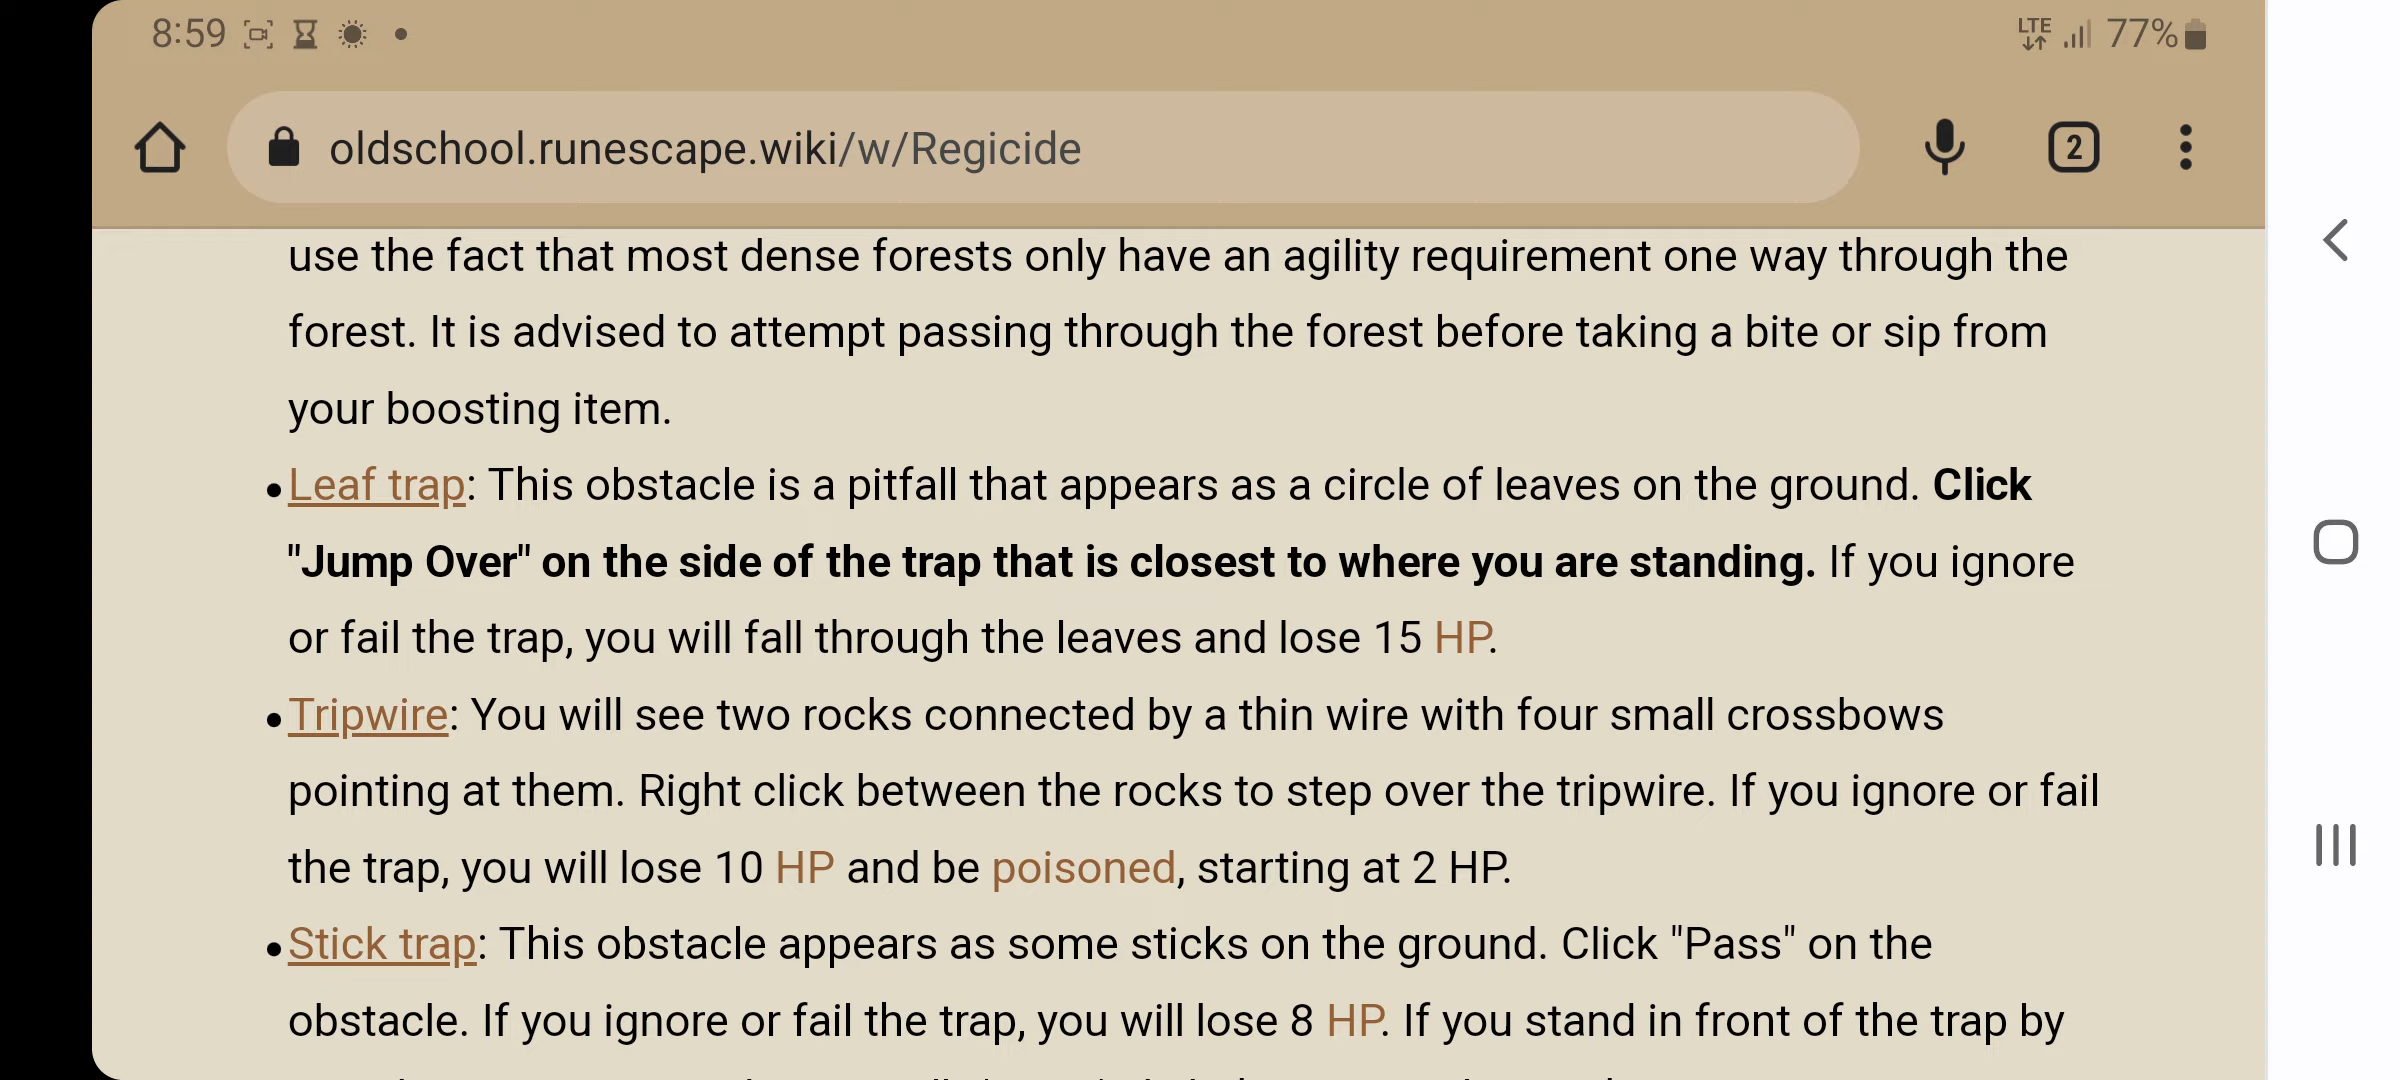 8:59
LTE 77%
oldschool.runescape.wiki/w/Regicide
2
use the fact that most dense forests only have an agility requirement one way through the
forest. It is advised to attempt passing through the forest before taking a bite or sip from
your boosting item.
• Leaf trap: This obstacle is a pitfall that appears as a circle of leaves on the ground. Click
"Jump Over" on the side of the trap that is closest to where you are standing. If you ignore
or fail the trap, you will fall through the leaves and lose 15 HP.
• Tripwire: You will see two rocks connected by a thin wire with four small crossbows
pointing at them. Right click between the rocks to step over the tripwire. If you ignore or fail
the trap, you will lose 10 HP and be poisoned, starting at 2 HP.
• Stick trap: This obstacle appears as some sticks on the ground. Click "Pass" on the
obstacle. If you ignore or fail the trap, you will lose 8 HP. If you stand in front of the trap by